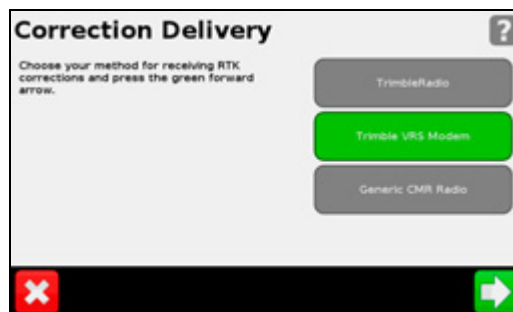 Correction Delivery
?
Choose your method for receiving RTK
corrections and press the green forward
arrow.
TrimbleRadio
Trimble VRS Modem
Generic CMR Radio